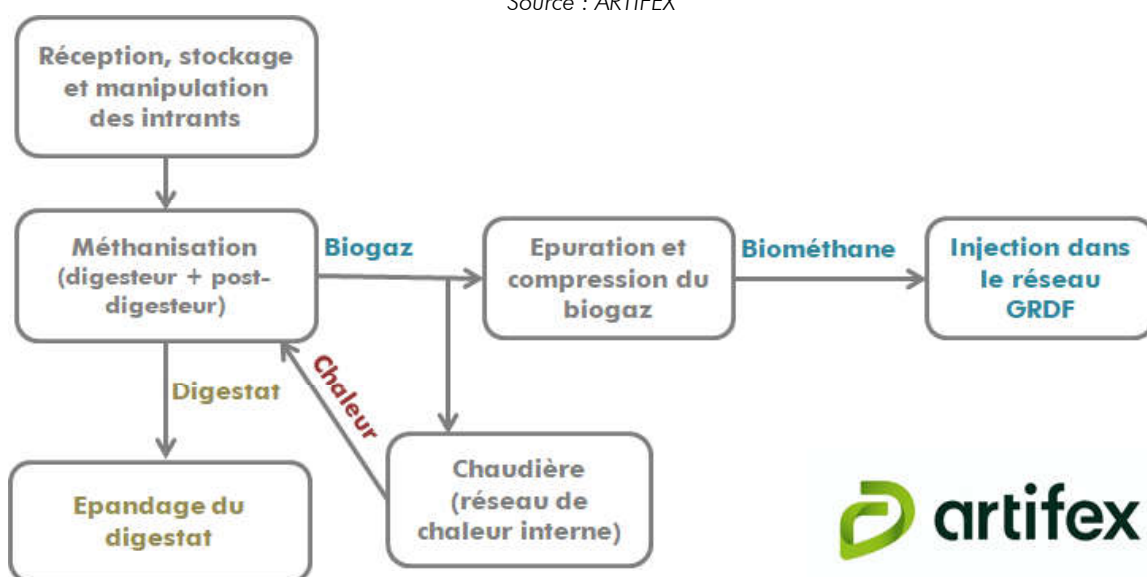 Source : ARTIFEX
Réception, stockage
et manipulation
des intrants
Méthanisation
(digesteur + post-
digesteur)
Biogaz
Epuration et
compression du
biogaz
Biométhane
Injection dans
le réseau
GRDF
Digestat
Chaleur
Chaudière
(réseau de
chaleur interne)
Epandage du
digestat
artifex